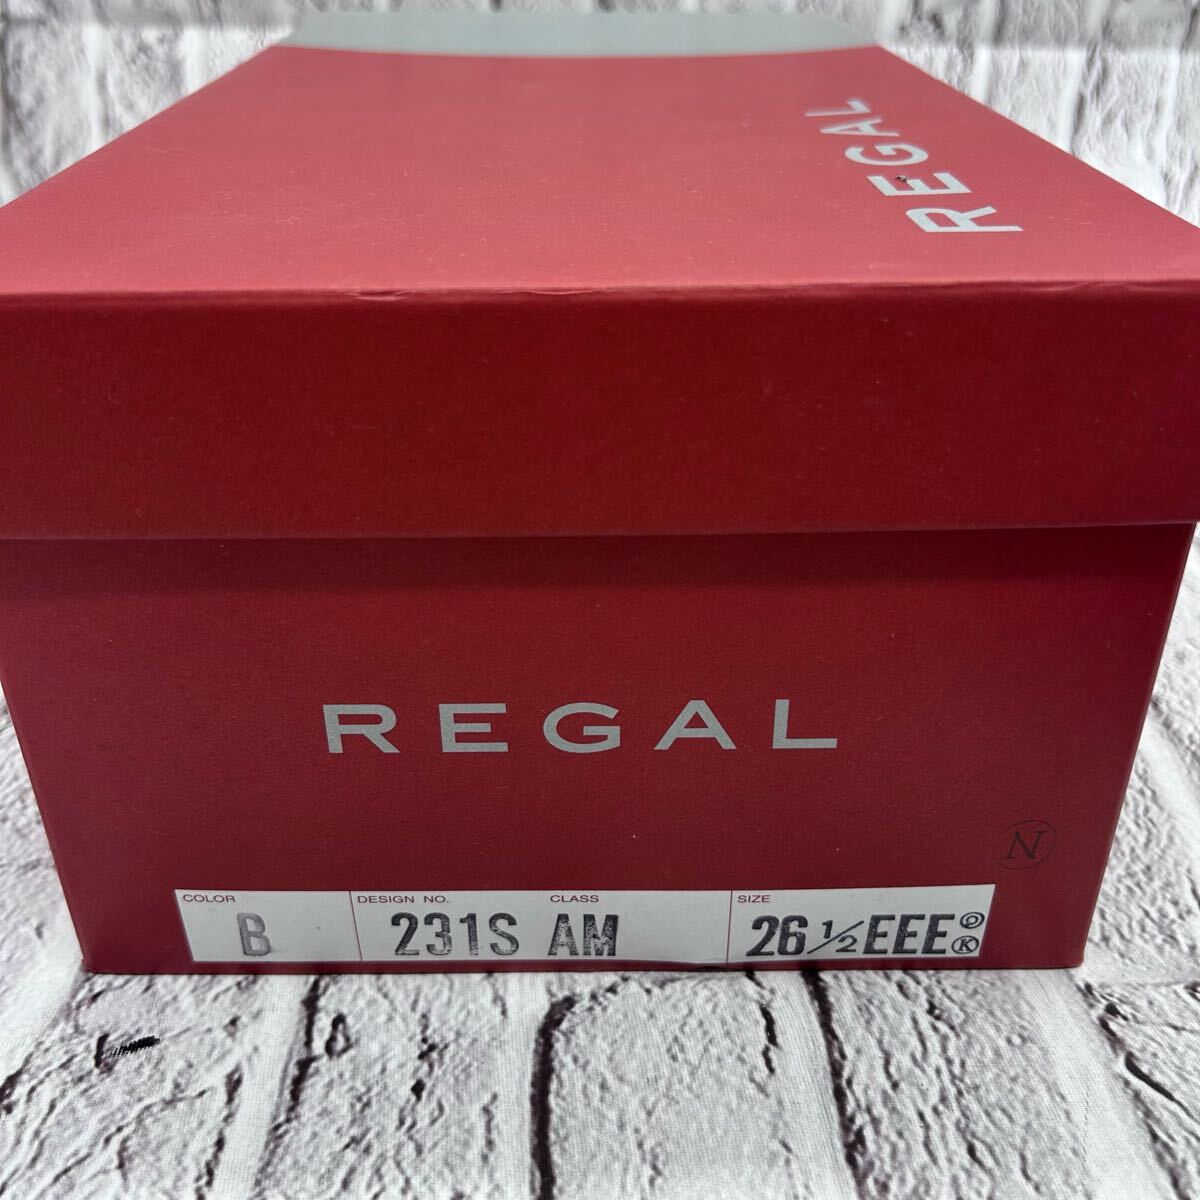 REGAL
REGAL
N
COLOR DESIGN NO. CLASS SIZE
B 231S AM 26 1/2 EEE Ⓟ Ⓚ